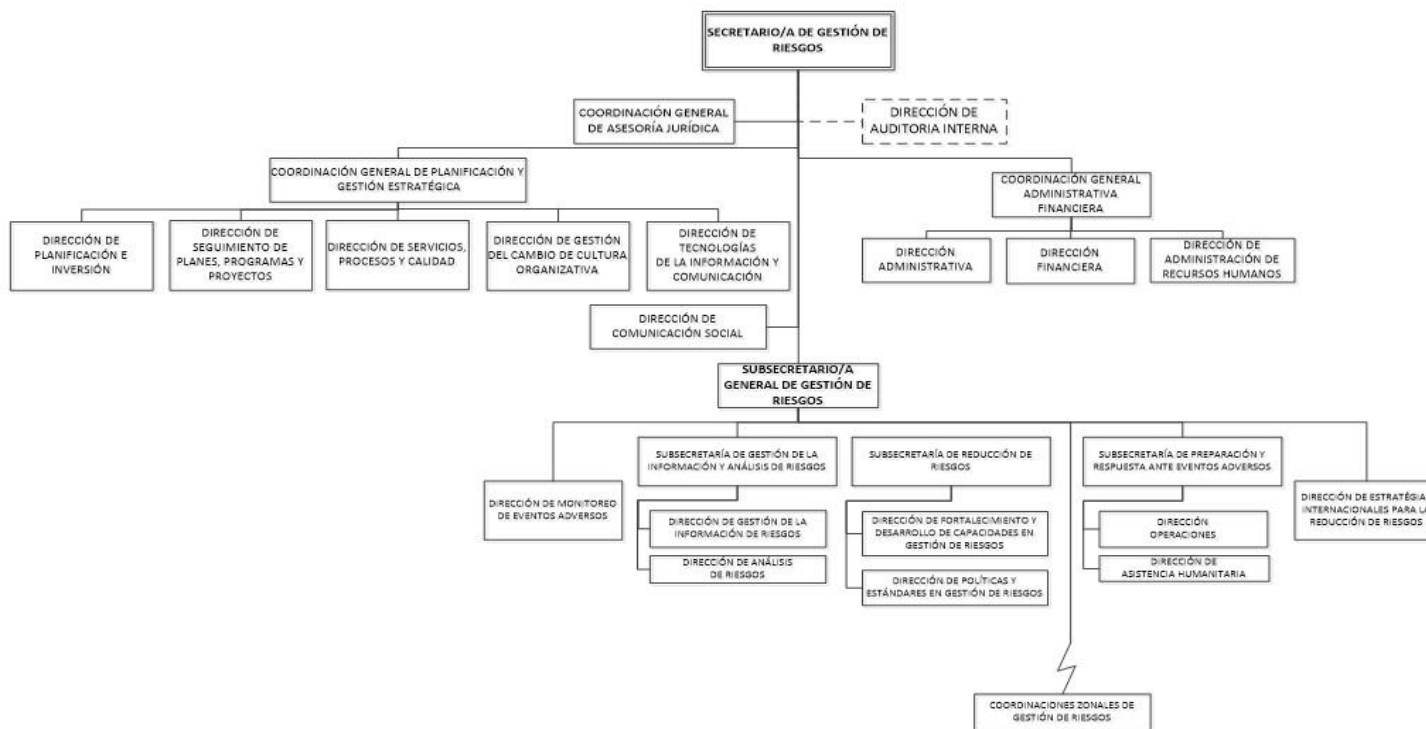 SECRETARIO/A DE GESTIÓN DE
RIESGOS
COORDINACIÓN GENERAL
DE ASESORÍA JURÍDICA
DIRECCIÓN DE
AUDITORIA INTERNA
COORDINACIÓN GENERAL DE PLANIFICACIÓN Y
GESTIÓN ESTRATÉGICA
COORDINACIÓN GENERAL
ADMINISTRATIVA
FINANCIERA
DIRECCIÓN DE
PLANIFICACIÓN E
INVERSIÓN
DIRECCIÓN DE
SEGUIMIENTO DE
PLANES, PROGRAMAS Y
PROYECTOS
DIRECCIÓN DE SERVICIOS,
PROCESOS Y CALIDAD
DIRECCIÓN DE GESTIÓN
DEL CAMBIO DE CULTURA
ORGANIZATIVA
DIRECCIÓN DE
TECNOLOGÍAS
DE LA INFORMACIÓN Y
COMUNICACIÓN
DIRECCIÓN
ADMINISTRATIVA
DIRECCIÓN
FINANCIERA
DIRECCIÓN DE
ADMINISTRACIÓN DE
RECURSOS HUMANOS
DIRECCIÓN DE
COMUNICACIÓN SOCIAL
SUBSECRETARIO/A
GENERAL DE GESTIÓN DE
RIESGOS
DIRECCIÓN DE MONITOREO
DE EVENTOS ADVERSOS
SUBSECRETARÍA DE GESTIÓN DE LA
INFORMACIÓN Y ANÁLISIS DE RIESGOS
DIRECCIÓN DE GESTIÓN DE LA
INFORMACIÓN DE RIESGOS
DIRECCIÓN DE ANÁLISIS
DE RIESGOS
SUBSECRETARÍA DE REDUCCIÓN DE
RIESGOS
DIRECCIÓN DE FORTALECIMIENTO Y
DESARROLLO DE CAPACIDADES EN
GESTIÓN DE RIESGOS
DIRECCIÓN DE POLÍTICAS Y
ESTÁNDARES EN GESTIÓN DE RIESGOS
SUBSECRETARÍA DE PREPARACIÓN Y
RESPUESTA ANTE EVENTOS ADVERSOS
DIRECCIÓN
OPERACIONES
DIRECCIÓN DE
ASISTENCIA HUMANITARIA
DIRECCIÓN DE ESTRATÉGIA
INTERNACIONALES PARA LA
REDUCCIÓN DE RIESGOS
COORDINACIONES ZONALES DE
GESTIÓN DE RIESGOS